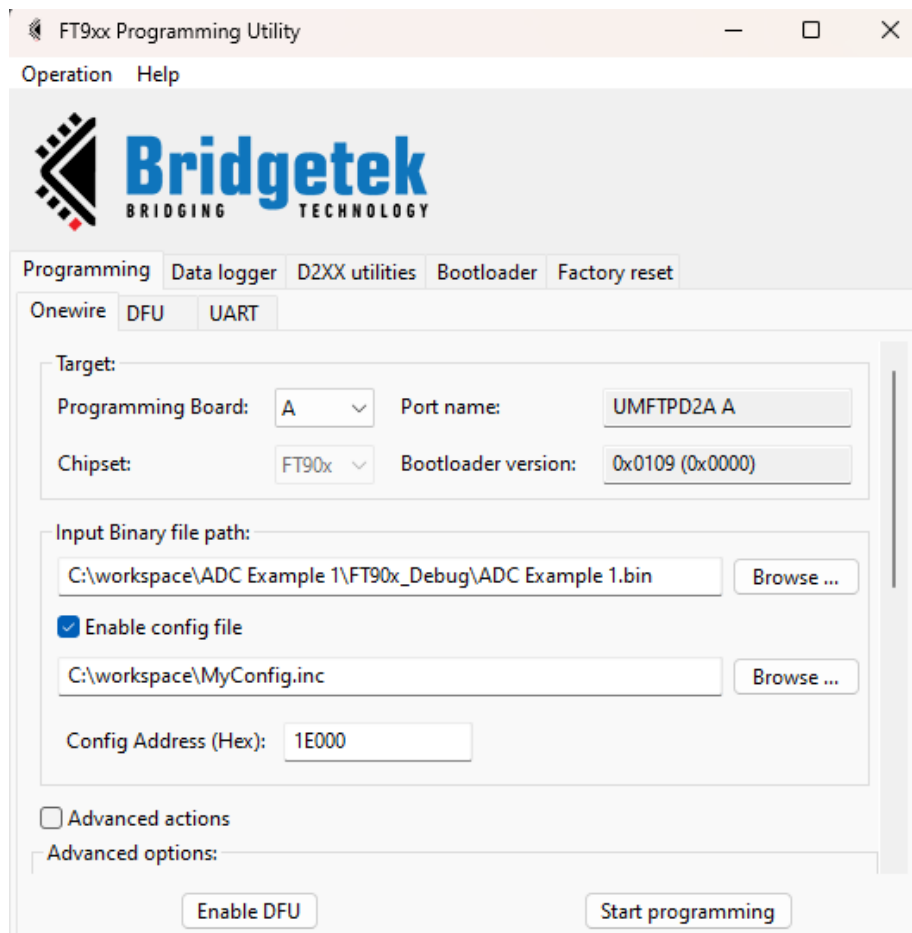 FT9xx Programming Utility
Operation Help
Bridgetek
BRIDGING TECHNOLOGY
Programming Data logger D2XX utilities Bootloader Factory reset
Onewire DFU UART
Target:
Programming Board: A Port name: UMFTPD2A A
Chipset: FT90x Bootloader version: 0x0109 (0x0000)
Input Binary file path:
C:\workspace\ADC Example 1\FT90x_Debug\ADC Example 1.bin Browse ...
Enable config file
C:\workspace\MyConfig.inc Browse ...
Config Address (Hex): 1E000
Advanced actions
Advanced options:
Enable DFU Start programming